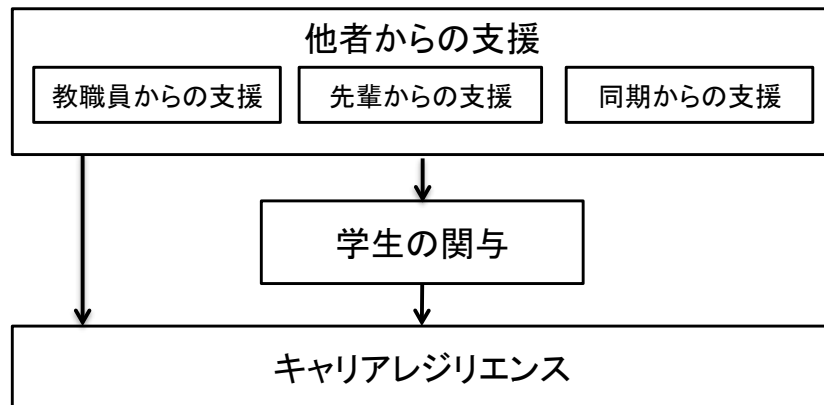 他者からの支援
教職員からの支援
先輩からの支援
同期からの支援
学生の関与
キャリアレジリエンス